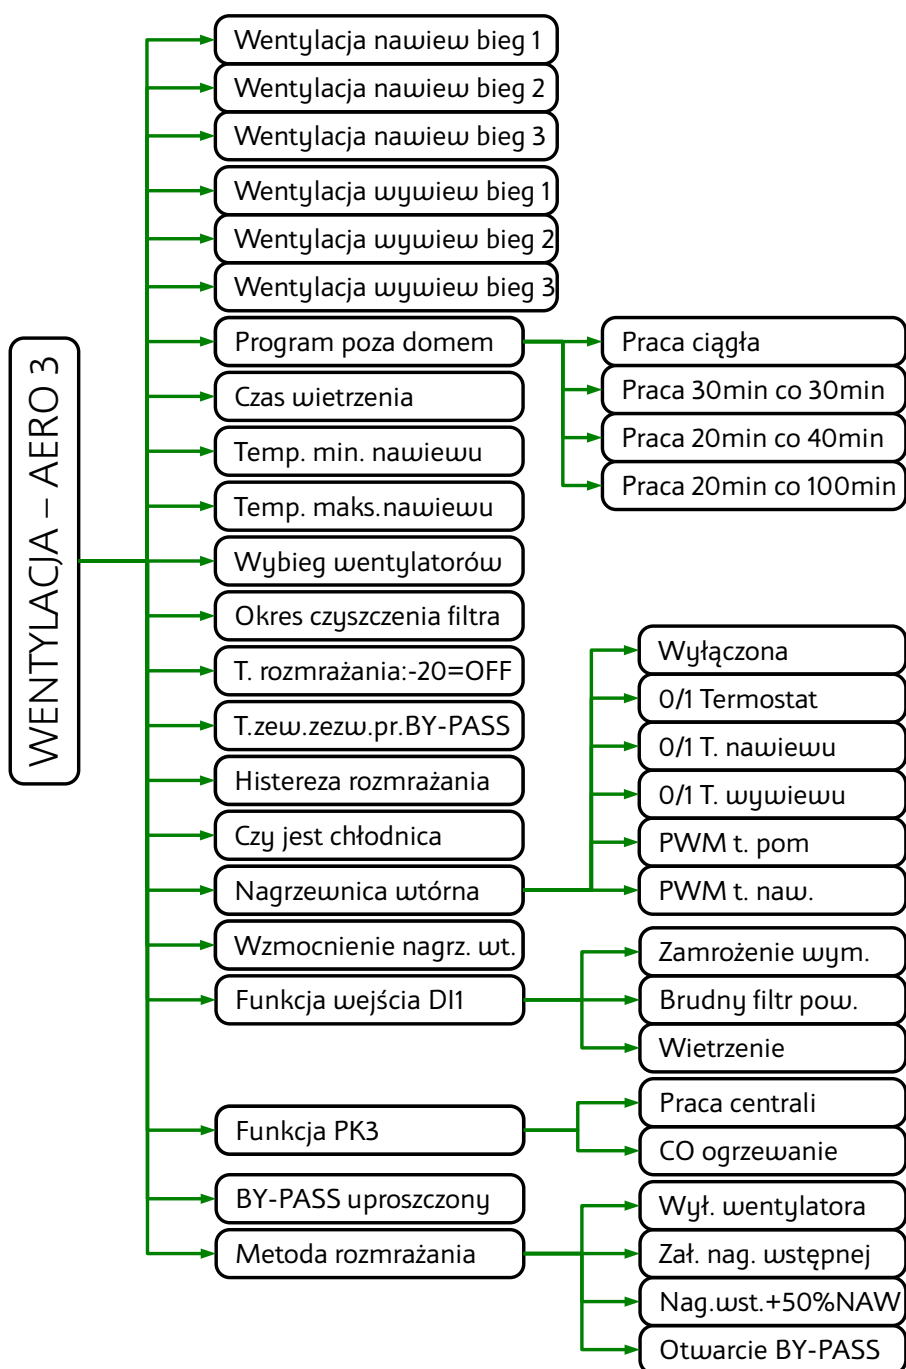 WENTYLACJA – AERO 3
Wentylacja nawiew bieg 1
Wentylacja nawiew bieg 2
Wentylacja nawiew bieg 3
Wentylacja wywiew bieg 1
Wentylacja wywiew bieg 2
Wentylacja wywiew bieg 3
Program poza domem
Praca ciągła
Praca 30min co 30min
Praca 20min co 40min
Praca 20min co 100min
Czas wietrzenia
Temp. min. nawiewu
Temp. maks.nawiewu
Wybieg wentylatorów
Okres czyszczenia filtra
T. rozmrażania:-20=OFF
T.zew.zezw.pr.BY-PASS
Histereza rozmrażania
Czy jest chłodnica
Nagrzewnica wtórna
Wyłączona
0/1 Termostat
0/1 T. nawiewu
0/1 T. wywiewu
PWM t. pom
PWM t. naw.
Wzmocnienie nagrz. wt.
Funkcja wejścia DI1
Zamrożenie wym.
Brudny filtr pow.
Wietrzenie
Funkcja PK3
Praca centrali
CO ogrzewanie
BY-PASS uproszczony
Metoda rozmrażania
Wył. wentylatora
Zał. nag. wstępnej
Nag.wst.+50%NAW
Otwarcie BY-PASS